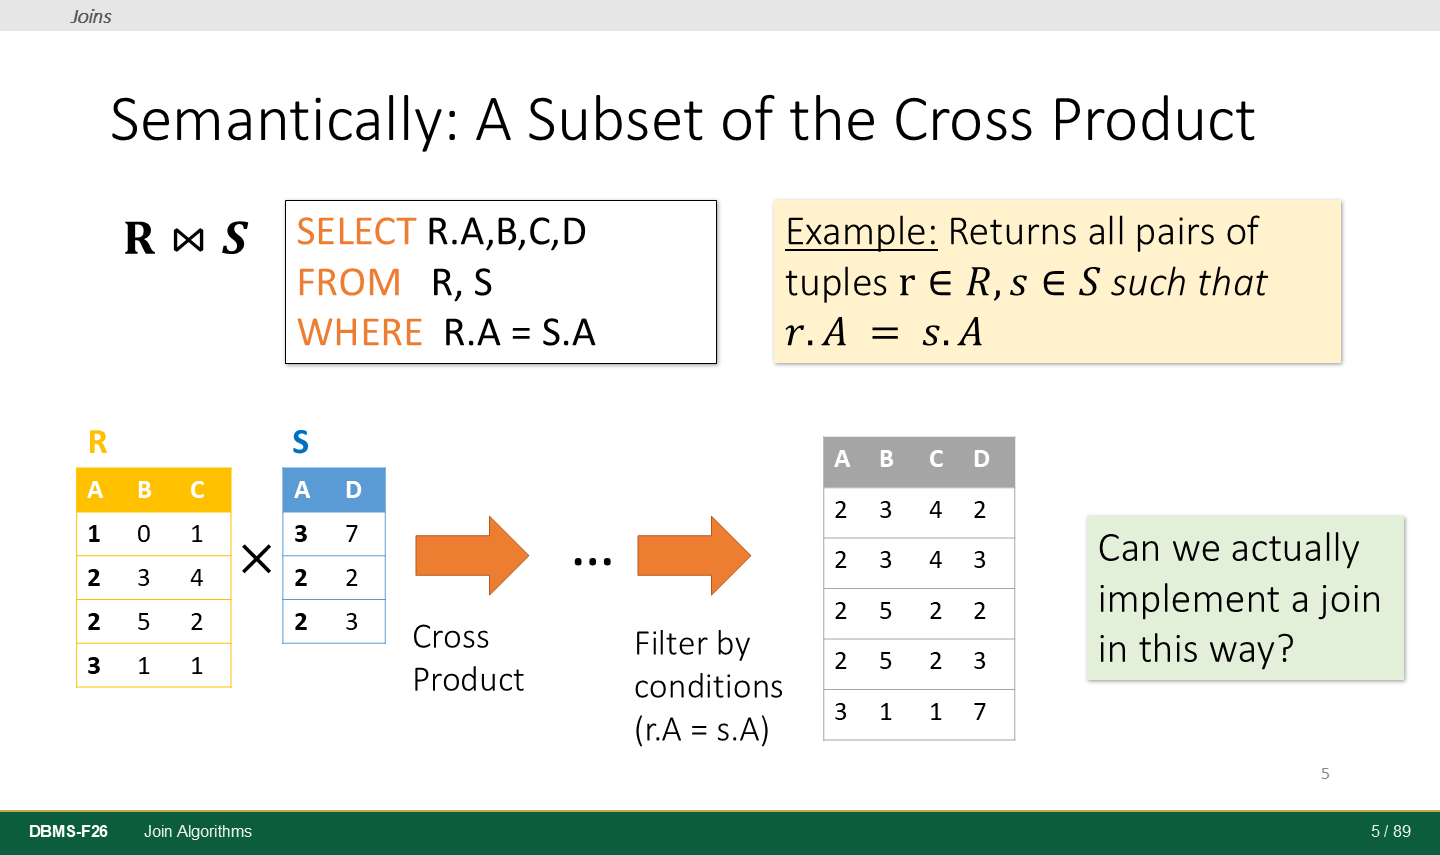 Joins
Semantically: A Subset of the Cross Product
R ⋈ S
SELECT R.A,B,C,D
FROM R, S
WHERE R.A = S.A
Example: Returns all pairs of
tuples r ∈ R, s ∈ S such that
r.A = s.A
R
A B C
1 0 1
2 3 4
2 5 2
3 1 1
×
S
A D
3 7
2 2
2 3
Cross
Product
...
Filter by
conditions
(r.A = s.A)
A B C D
2 3 4 2
2 3 4 3
2 5 2 2
2 5 2 3
3 1 1 7
Can we actually
implement a join
in this way?
5
DBMS-F26 Join Algorithms 5 / 89